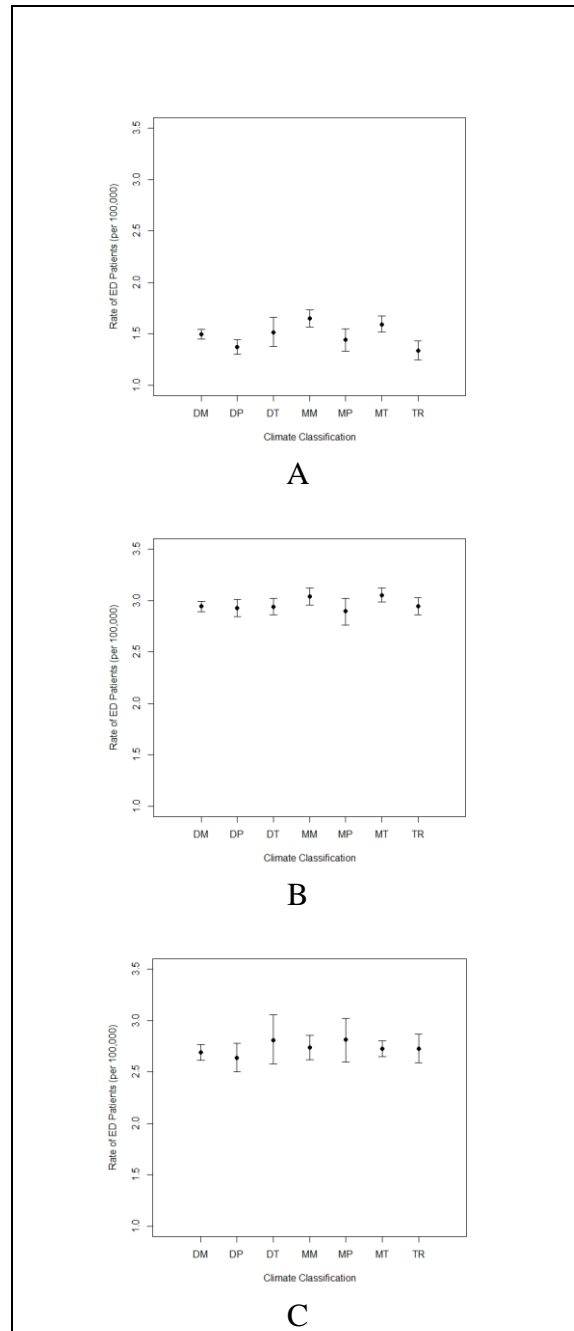 3.5
3.0
2.5
2.0
1.5
1.0
Rate of ED Patients (per 100,000)
DM DP DT MM MP MT TR
Climate Classification
A
3.5
3.0
2.5
2.0
1.5
1.0
Rate of ED Patients (per 100,000)
DM DP DT MM MP MT TR
Climate Classification
B
3.5
3.0
2.5
2.0
1.5
1.0
Rate of ED Patients (per 100,000)
DM DP DT MM MP MT TR
Climate Classification
C